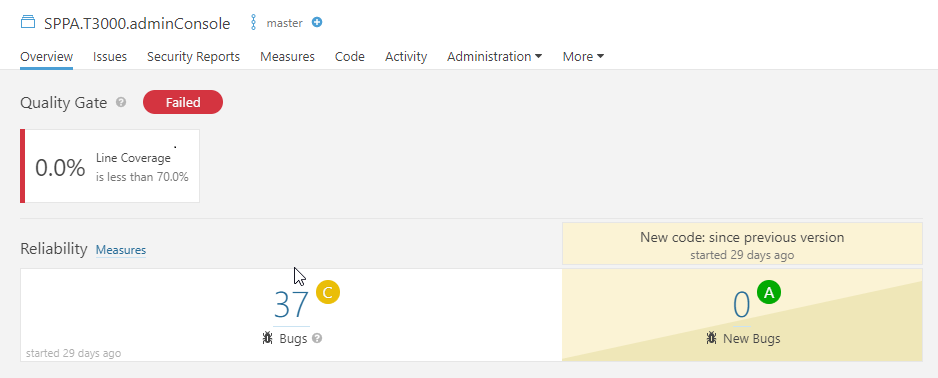 SPPA.T3000.adminConsole master
Overview Issues Security Reports Measures Code Activity Administration More
Quality Gate ? Failed
0.0% Line Coverage
is less than 70.0%
Reliability Measures
New code: since previous version
started 29 days ago
37 C
Bugs ?
started 29 days ago
0 A
New Bugs